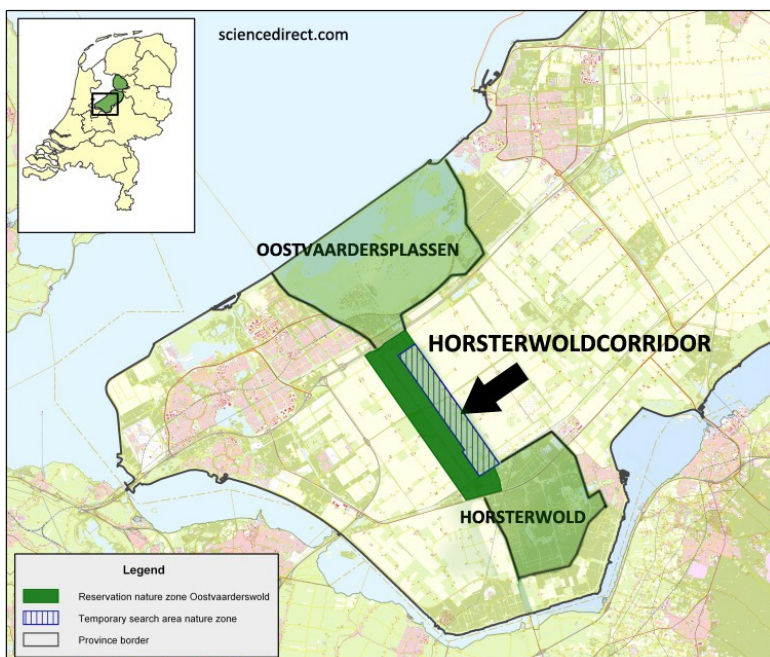 sciencedirect.com
OOSTVAARDERSPLASSEN
HORSTERWOLDCORRIDOR
HORSTERWOLD
Legend
Reservation nature zone Oostvaarderswold
Temporary search area nature zone
Province border